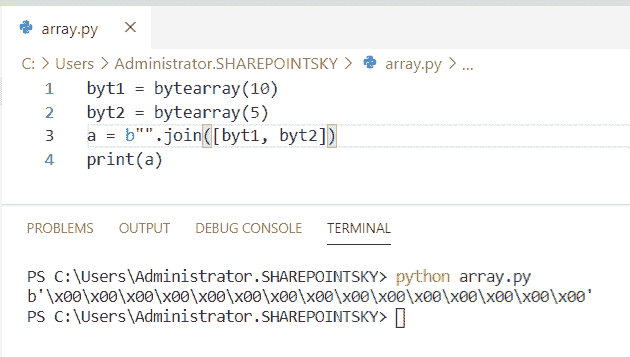 array.py
C: > Users > Administrator.SHAREPOINTSKY > array.py > ...
1 byt1 = bytearray(10)
2 byt2 = bytearray(5)
3 a = b"".join([byt1, byt2])
4 print(a)
PROBLEMS OUTPUT DEBUG CONSOLE TERMINAL
PS C:\Users\Administrator.SHAREPOINTSKY> python array.py
b'\x00\x00\x00\x00\x00\x00\x00\x00\x00\x00\x00\x00\x00\x00\x00'
PS C:\Users\Administrator.SHAREPOINTSKY>